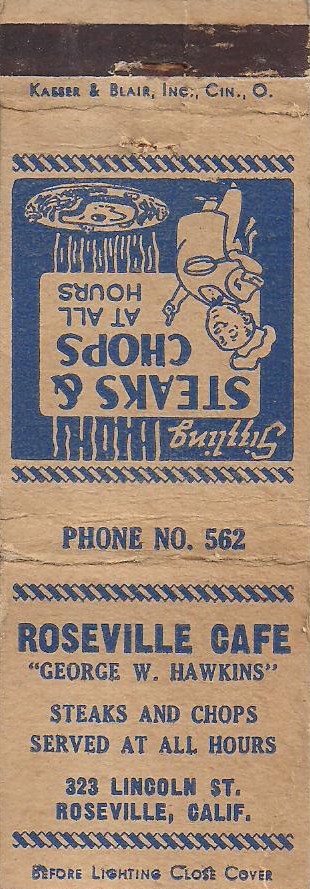 Kaeser & Blair, Inc., Cin., O.
Sizzling
STEAKS &
CHOPS
AT ALL
HOURS
PHONE NO. 562
ROSEVILLE CAFE
"GEORGE W. HAWKINS"
STEAKS AND CHOPS
SERVED AT ALL HOURS
323 LINCOLN ST.
ROSEVILLE, CALIF.
Before Lighting Close Cover